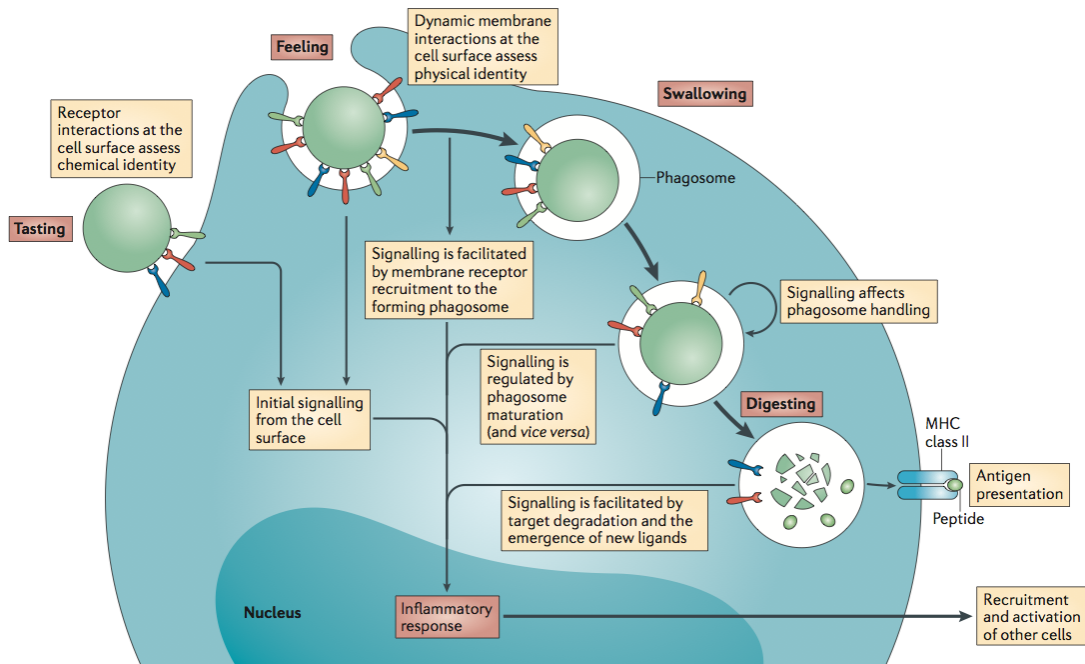 Dynamic membrane
interactions at the
cell surface assess
physical identity
Feeling
Swallowing
Receptor
interactions at the
cell surface assess
chemical identity
Phagosome
Tasting
Signalling is facilitated
by membrane receptor
recruitment to the
forming phagosome
Signalling affects
phagosome handling
Signalling is
regulated by
phagosome
maturation
(and vice versa)
Initial signalling
from the cell
surface
Digesting
MHC
class II
Antigen
presentation
Peptide
Signalling is facilitated by
target degradation and the
emergence of new ligands
Nucleus
Inflammatory
response
Recruitment
and activation
of other cells